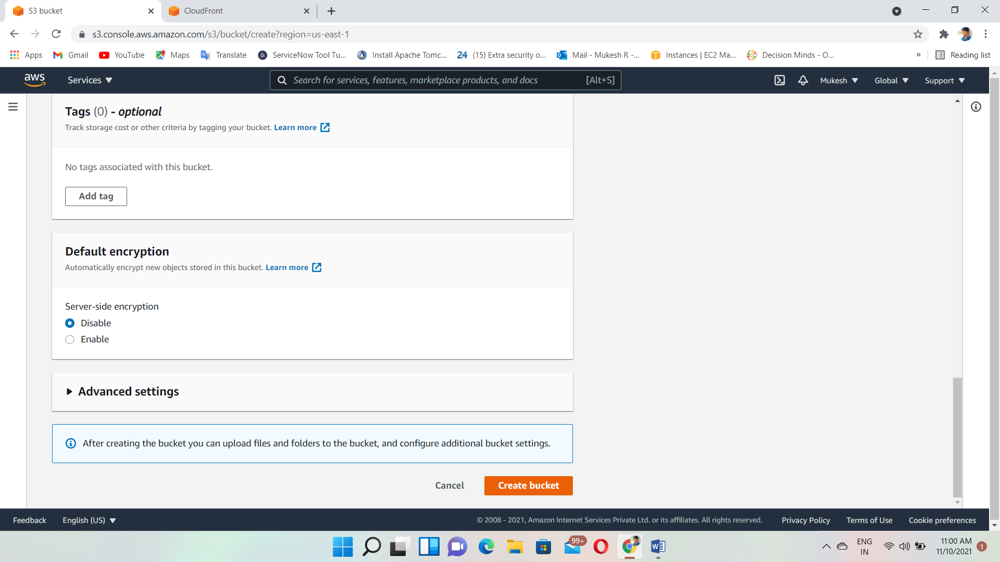 S3 bucket
CloudFront
s3.console.aws.amazon.com/s3/bucket/create?region=us-east-1
Apps
Gmail
YouTube
Maps
Translate
ServiceNow Tool Tu...
Install Apache Tomc...
24 (15) Extra security o...
Mail - Mukesh R -...
Instances | EC2 Ma...
Decision Minds - O...
»
Reading list
aws
Services
Search for services, features, marketplace products, and docs
[Alt+S]
Mukesh
Global
Support
Tags (0) - optional
Track storage cost or other criteria by tagging your bucket. Learn more
No tags associated with this bucket.
Add tag
Default encryption
Automatically encrypt new objects stored in this bucket. Learn more
Server-side encryption
Disable
Enable
Advanced settings
After creating the bucket you can upload files and folders to the bucket, and configure additional bucket settings.
Cancel
Create bucket
Feedback
English (US)
© 2008 - 2021, Amazon Internet Services Private Ltd. or its affiliates. All rights reserved.
Privacy Policy
Terms of Use
Cookie preferences
99+
ENG
IN
11:00 AM
11/10/2021
1